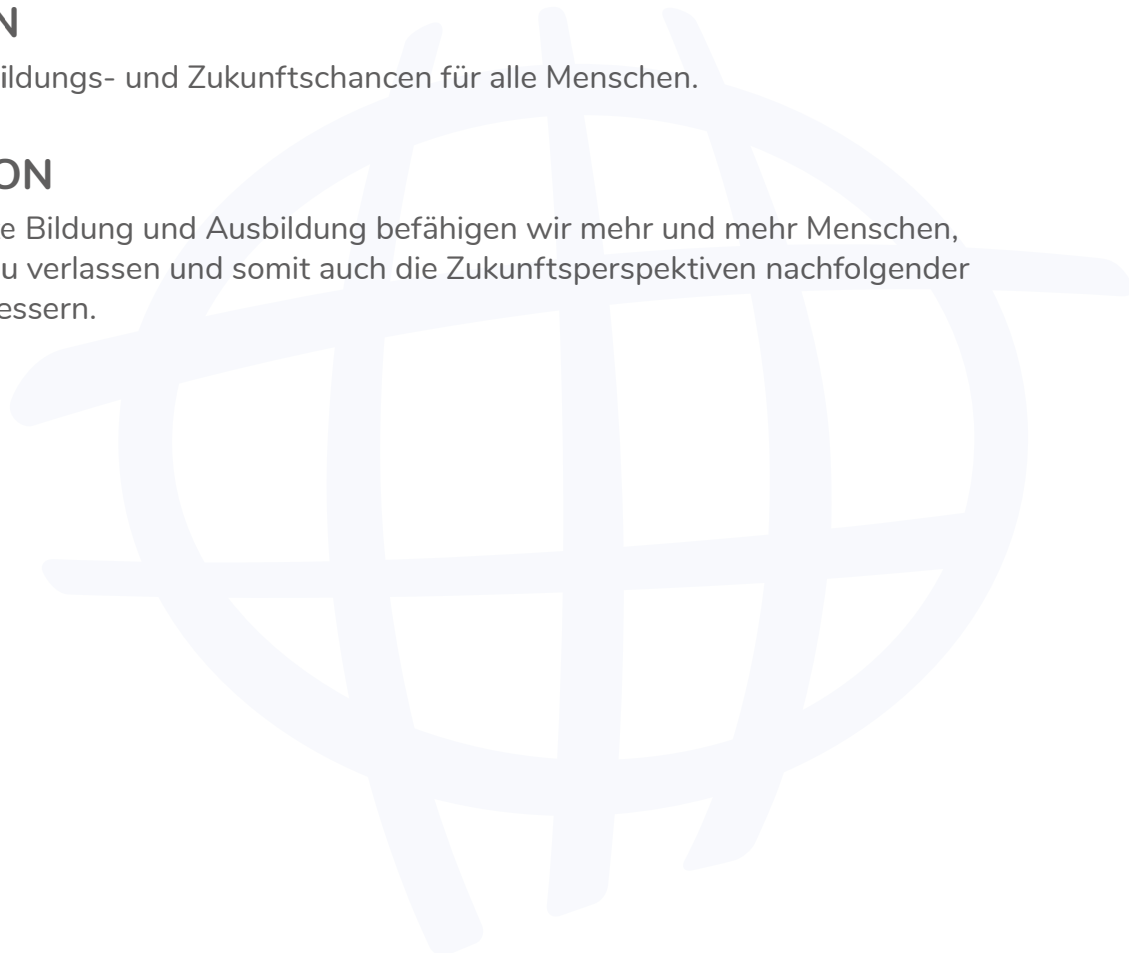 N
ildungs- und Zukunftschancen für alle Menschen.
ON
e Bildung und Ausbildung befähigen wir mehr und mehr Menschen,
u verlassen und somit auch die Zukunftsperspektiven nachfolgender
essern.